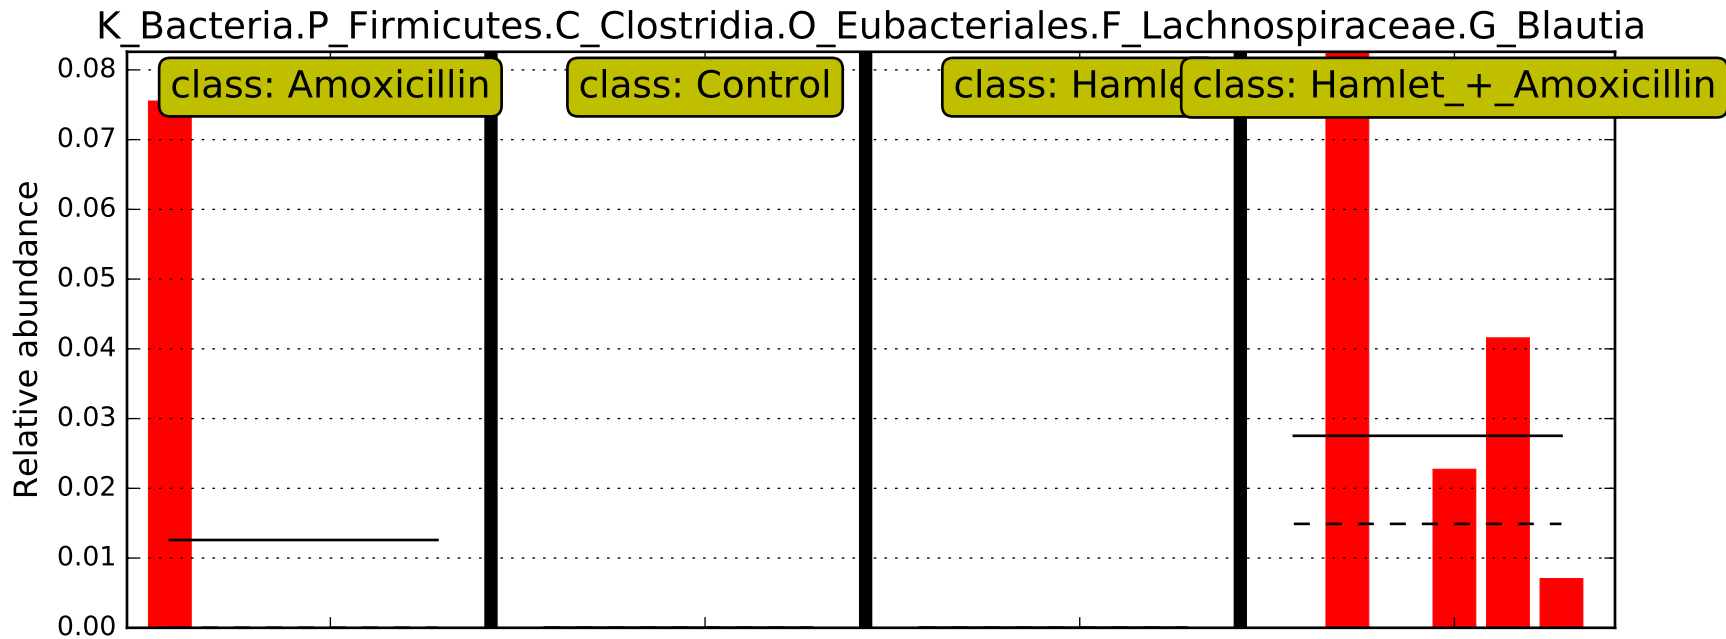 K_Bacteria.P_Firmicutes.C_Clostridia.O_Eubacteriales.F_Lachnospiraceae.G_Blautia
class: Amoxicillin
class: Control
class: Hamle
class: Hamlet_+_Amoxicillin
Relative abundance
0.08
0.07
0.06
0.05
0.04
0.03
0.02
0.01
0.00